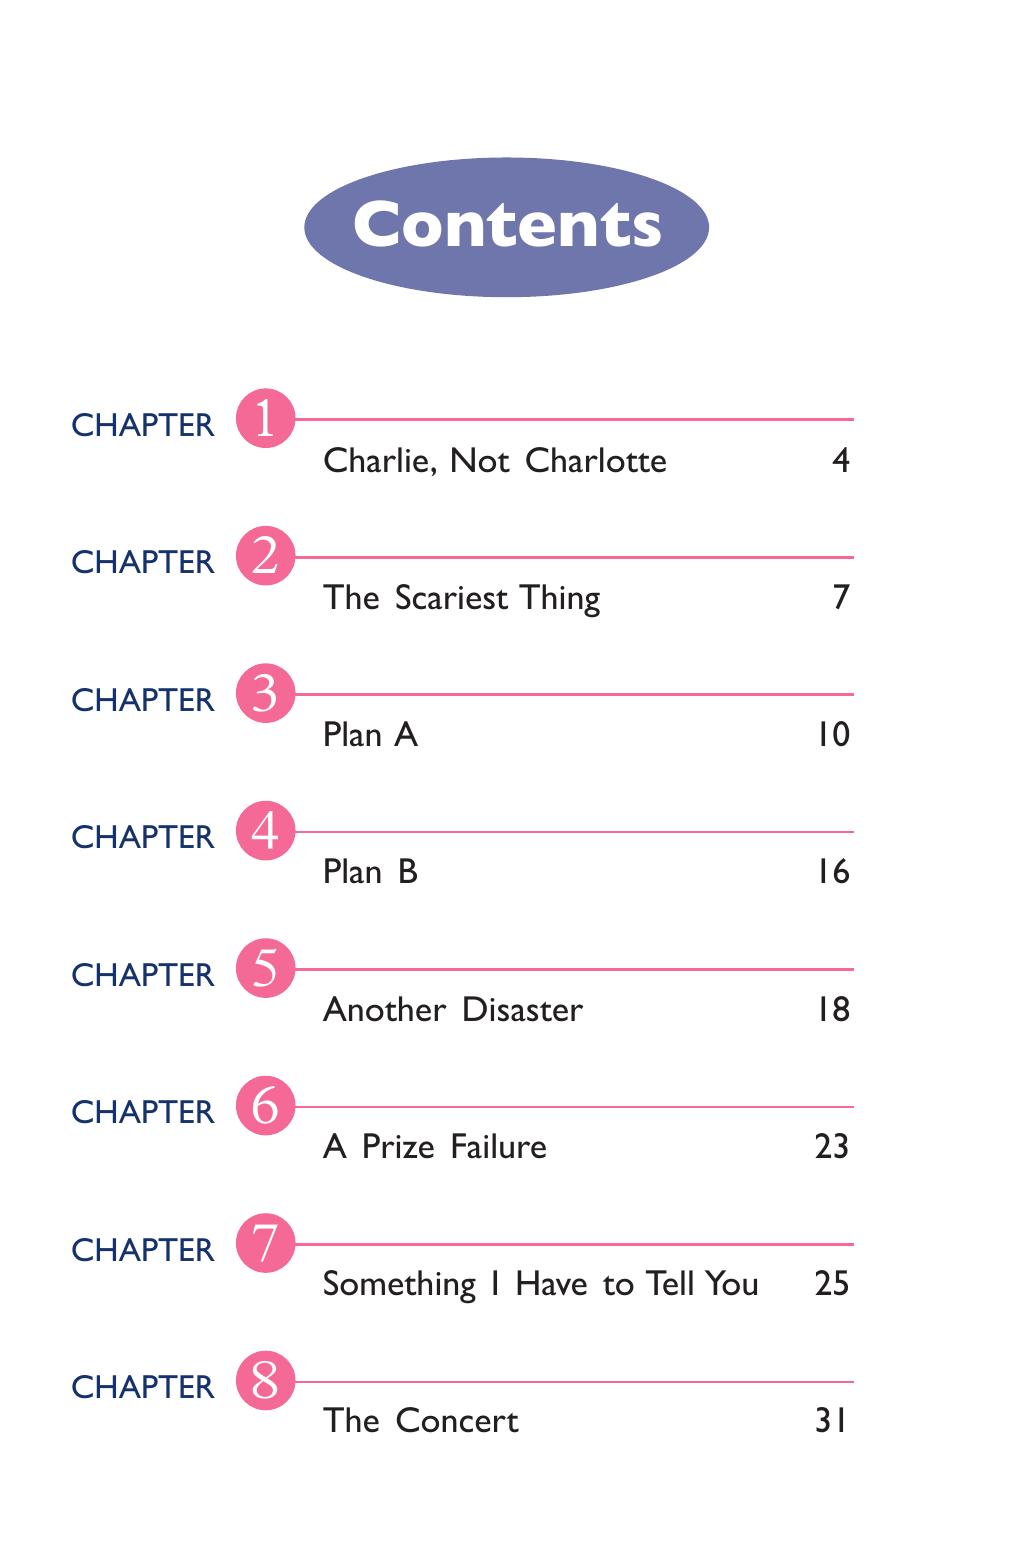 Contents
CHAPTER 1
Charlie, Not Charlotte 4
CHAPTER 2
The Scariest Thing 7
CHAPTER 3
Plan A 10
CHAPTER 4
Plan B 16
CHAPTER 5
Another Disaster 18
CHAPTER 6
A Prize Failure 23
CHAPTER 7
Something I Have to Tell You 25
CHAPTER 8
The Concert 31